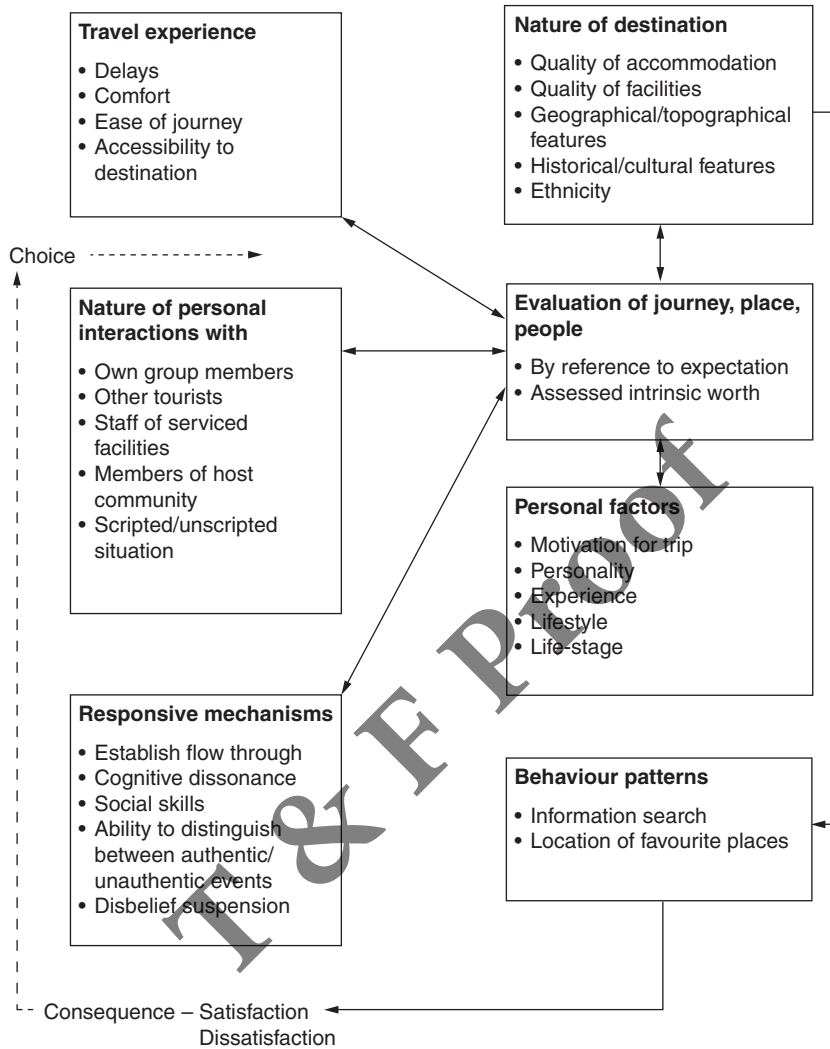 Travel experience
• Delays
• Comfort
• Ease of journey
• Accessibility to
destination
Nature of destination
• Quality of accommodation
• Quality of facilities
• Geographical/topographical
features
• Historical/cultural features
• Ethnicity
Choice
Nature of personal
interactions with
• Own group members
• Other tourists
• Staff of serviced
facilities
• Members of host
community
• Scripted/unscripted
situation
Evaluation of journey, place,
people
• By reference to expectation
• Assessed intrinsic worth
Personal factors
• Motivation for trip
• Personality
• Experience
• Lifestyle
• Life-stage
Responsive mechanisms
• Establish flow through
• Cognitive dissonance
• Social skills
• Ability to distinguish
between authentic/
unauthentic events
• Disbelief suspension
Behaviour patterns
• Information search
• Location of favourite places
Consequence – Satisfaction
Dissatisfaction
T & F Proof